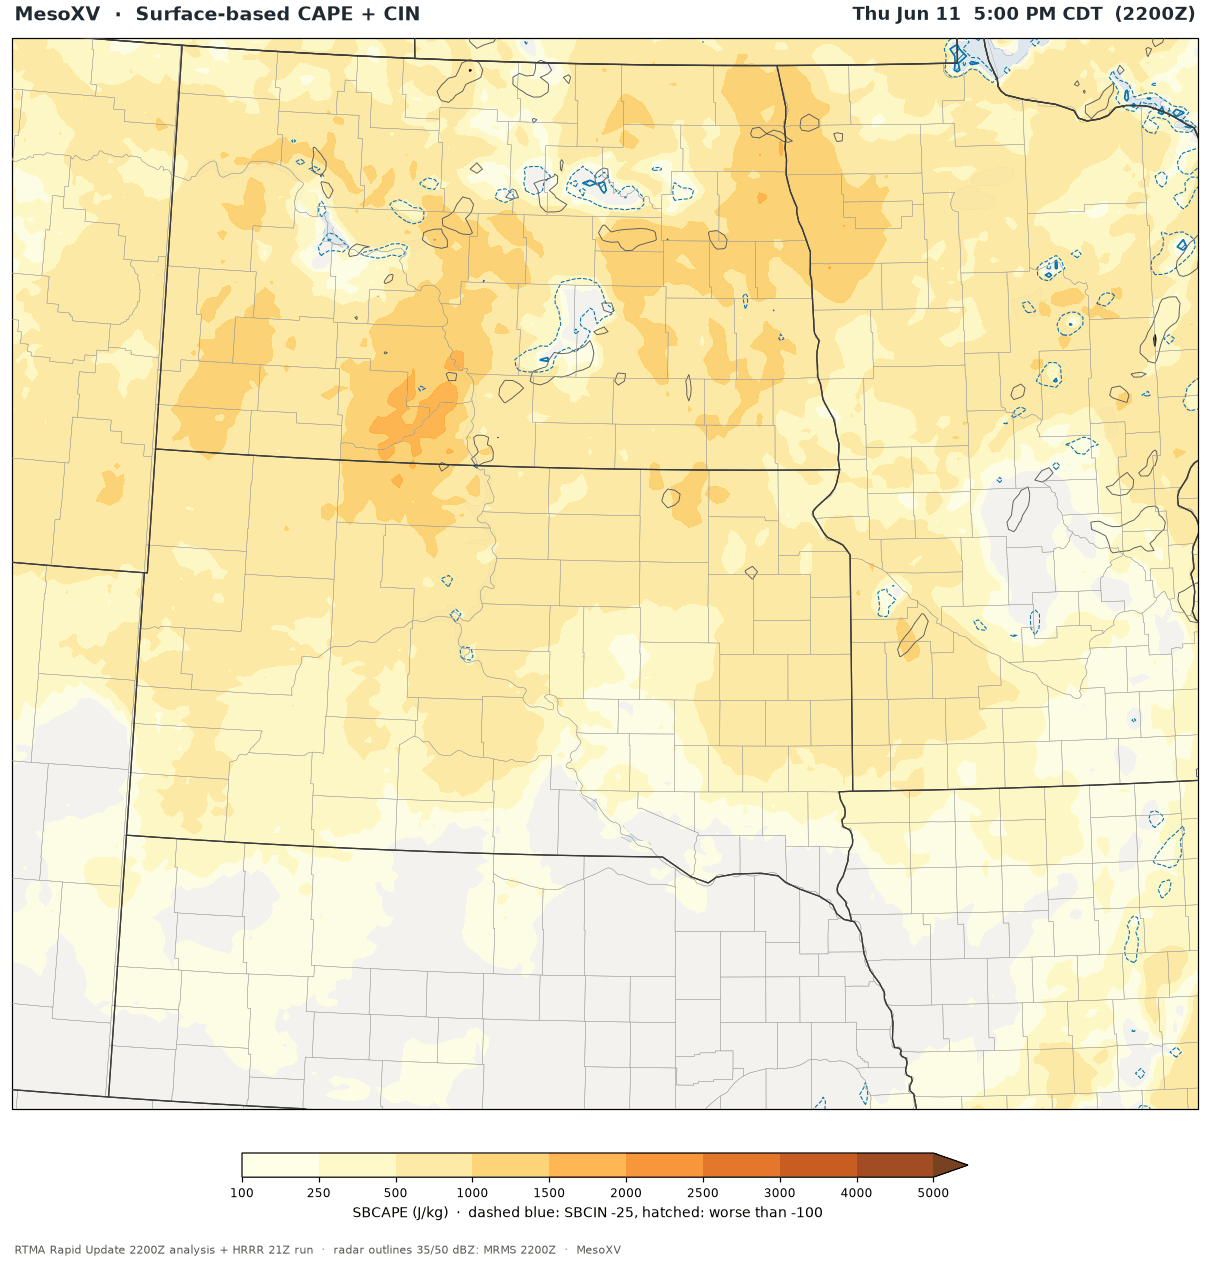 MesoXV · Surface-based CAPE + CIN
Thu Jun 11 5:00 PM CDT (2200Z)
100 250 500 1000 1500 2000 2500 3000 4000 5000
SBCAPE (J/kg) · dashed blue: SBCIN -25, hatched: worse than -100
RTMA Rapid Update 2200Z analysis + HRRR 21Z run · radar outlines 35/50 dBZ: MRMS 2200Z · MesoXV